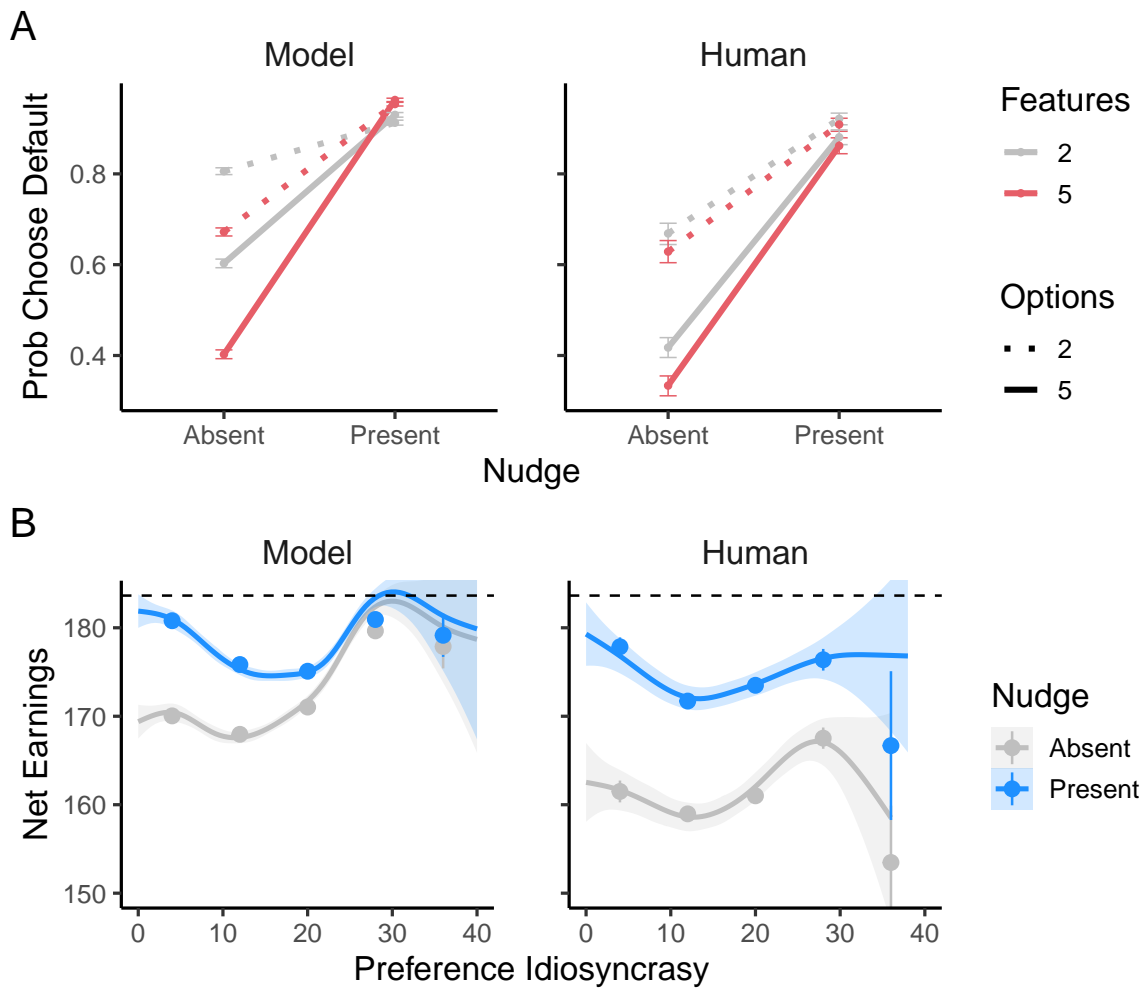 A
Model
Human
Prob Choose Default
0.8
0.6
0.4
Absent
Present
Absent
Present
Nudge
Features
2
5
Options
2
5
B
Model
Human
Net Earnings
180
170
160
150
0
10
20
30
40
0
10
20
30
40
Preference Idiosyncrasy
Nudge
Absent
Present